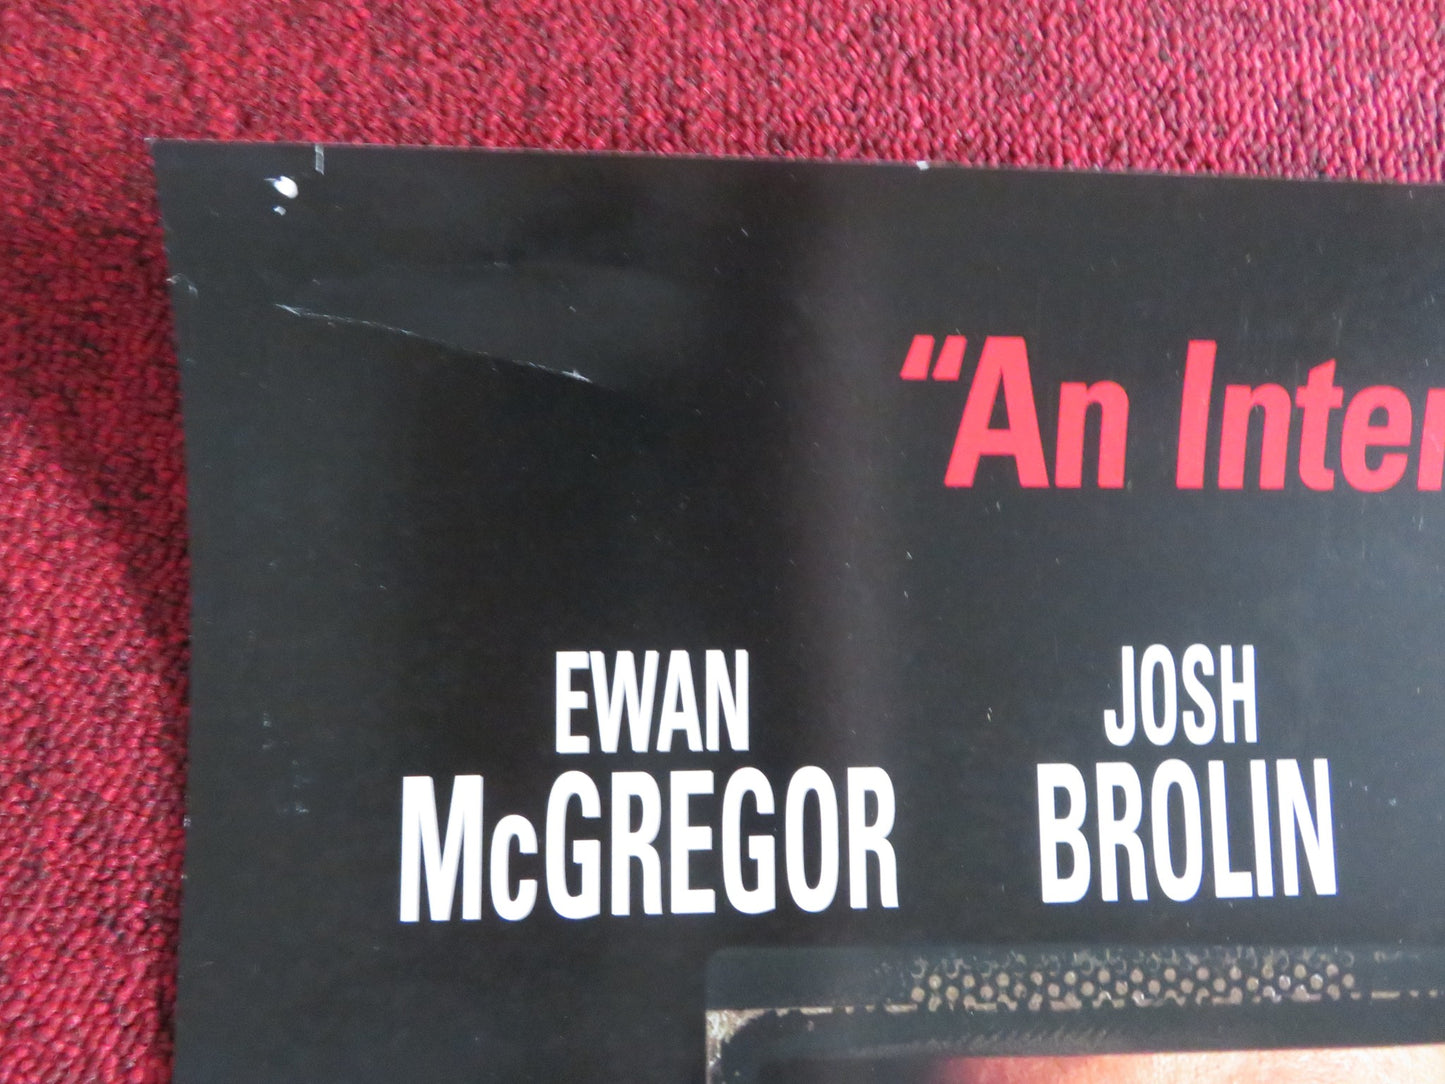 “An Inter
EWAN
McGREGOR
JOSH
BROLIN